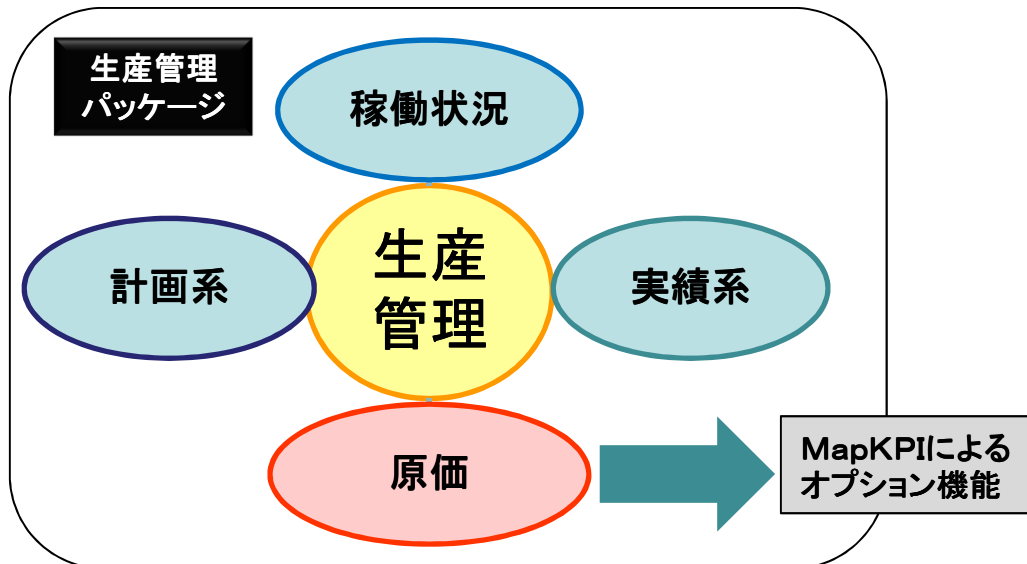 生産管理
パッケージ
稼働状況
計画系
生産
管理
実績系
原価
MapKPIによる
オプション機能